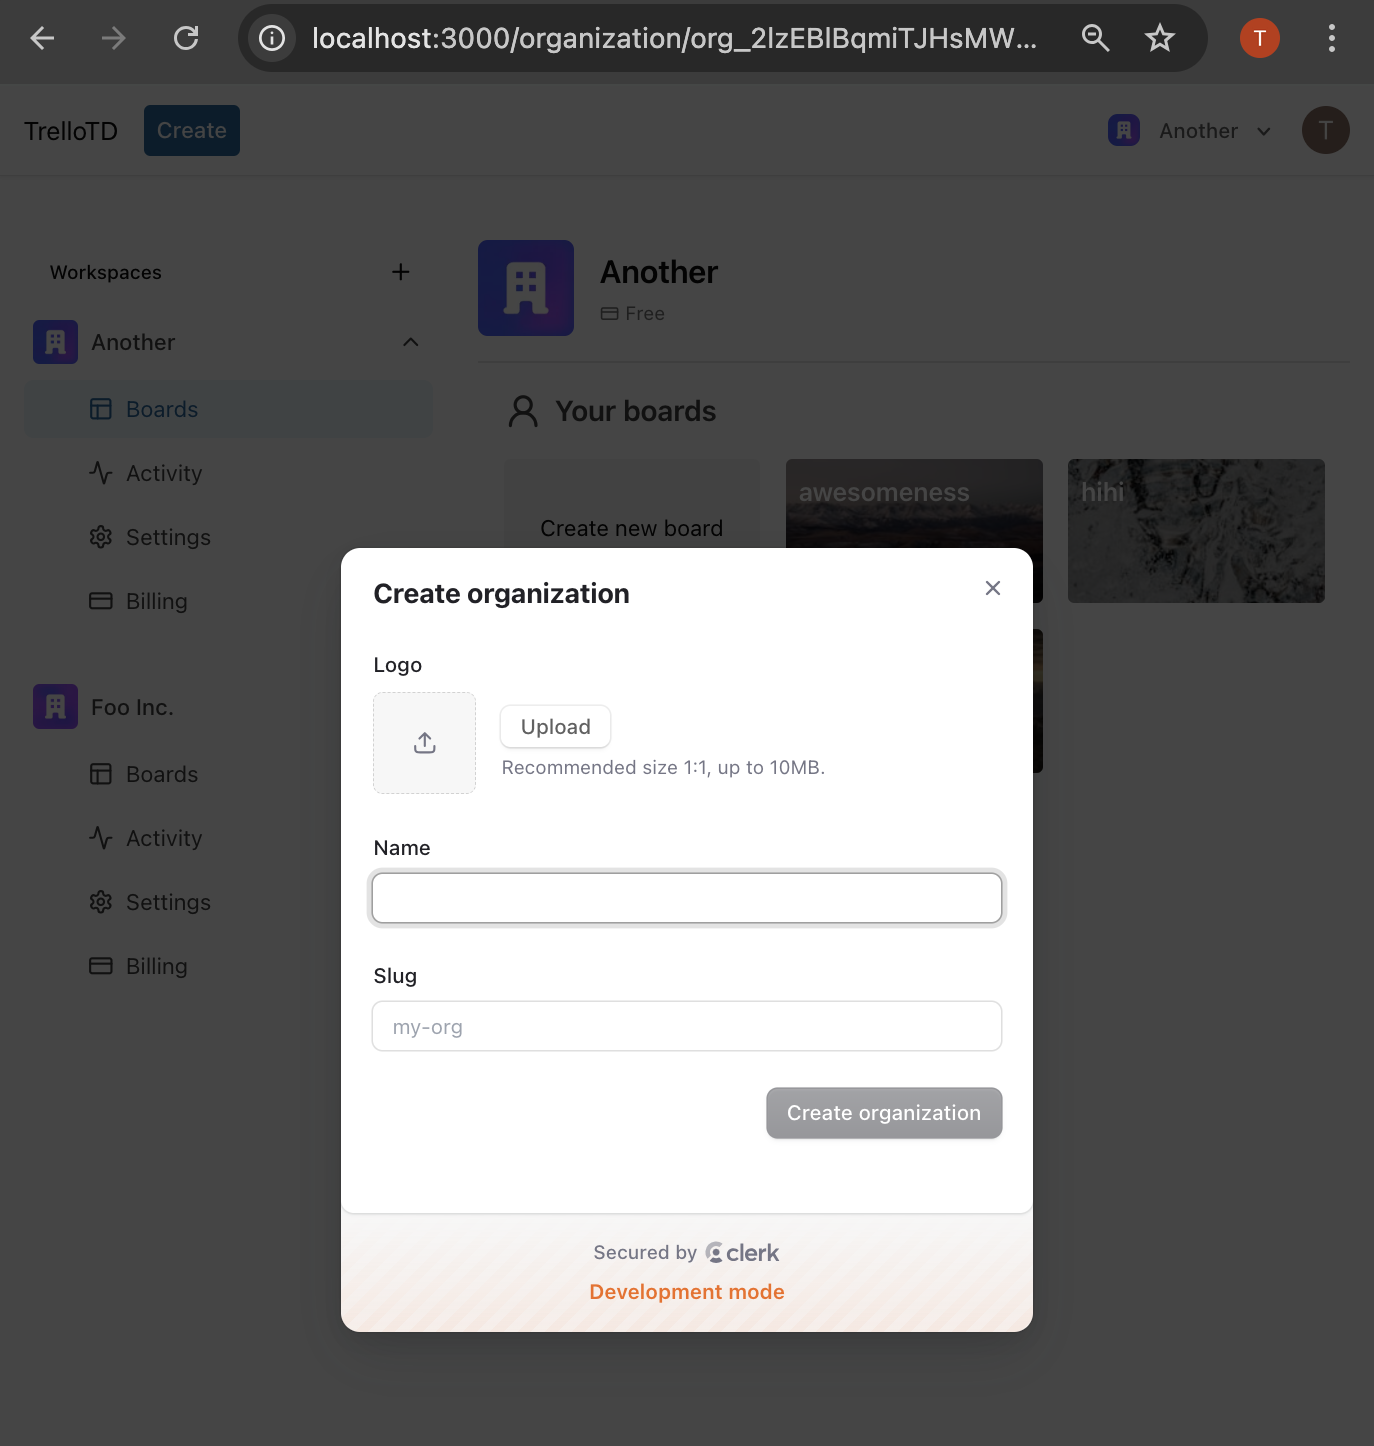 localhost:3000/organization/org_2lzEBlBqmiTJHsMW...
T
TrelloTD
Create
Another
T
Workspaces
Another
Boards
Activity
Settings
Billing
Foo Inc.
Boards
Activity
Settings
Billing
Another
Free
Your boards
Create new board
awesomeness
hihi
Create organization
Logo
Upload
Recommended size 1:1, up to 10MB.
Name
Slug
my-org
Create organization
Secured by clerk
Development mode